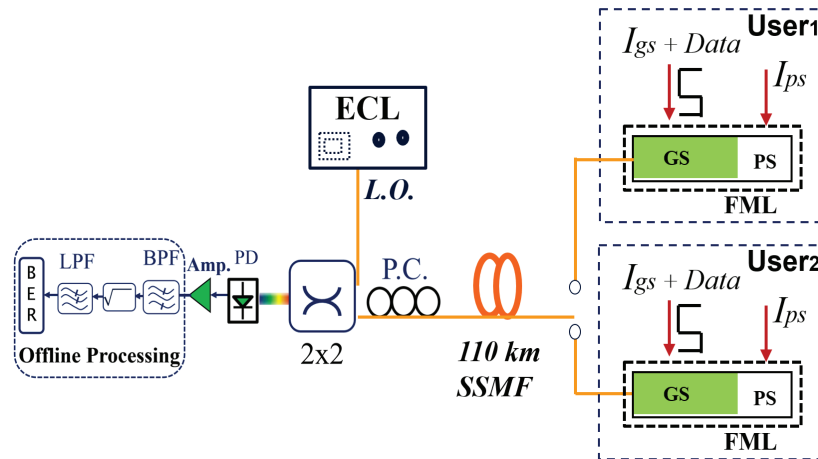 User1
Igs + Data
Ips
GS
PS
FML
ECL
L.O.
User2
Igs + Data
Ips
GS
PS
FML
P.C.
110 km
SSMF
2x2
PD
Amp.
BPF
√
LPF
BER
Offline Processing